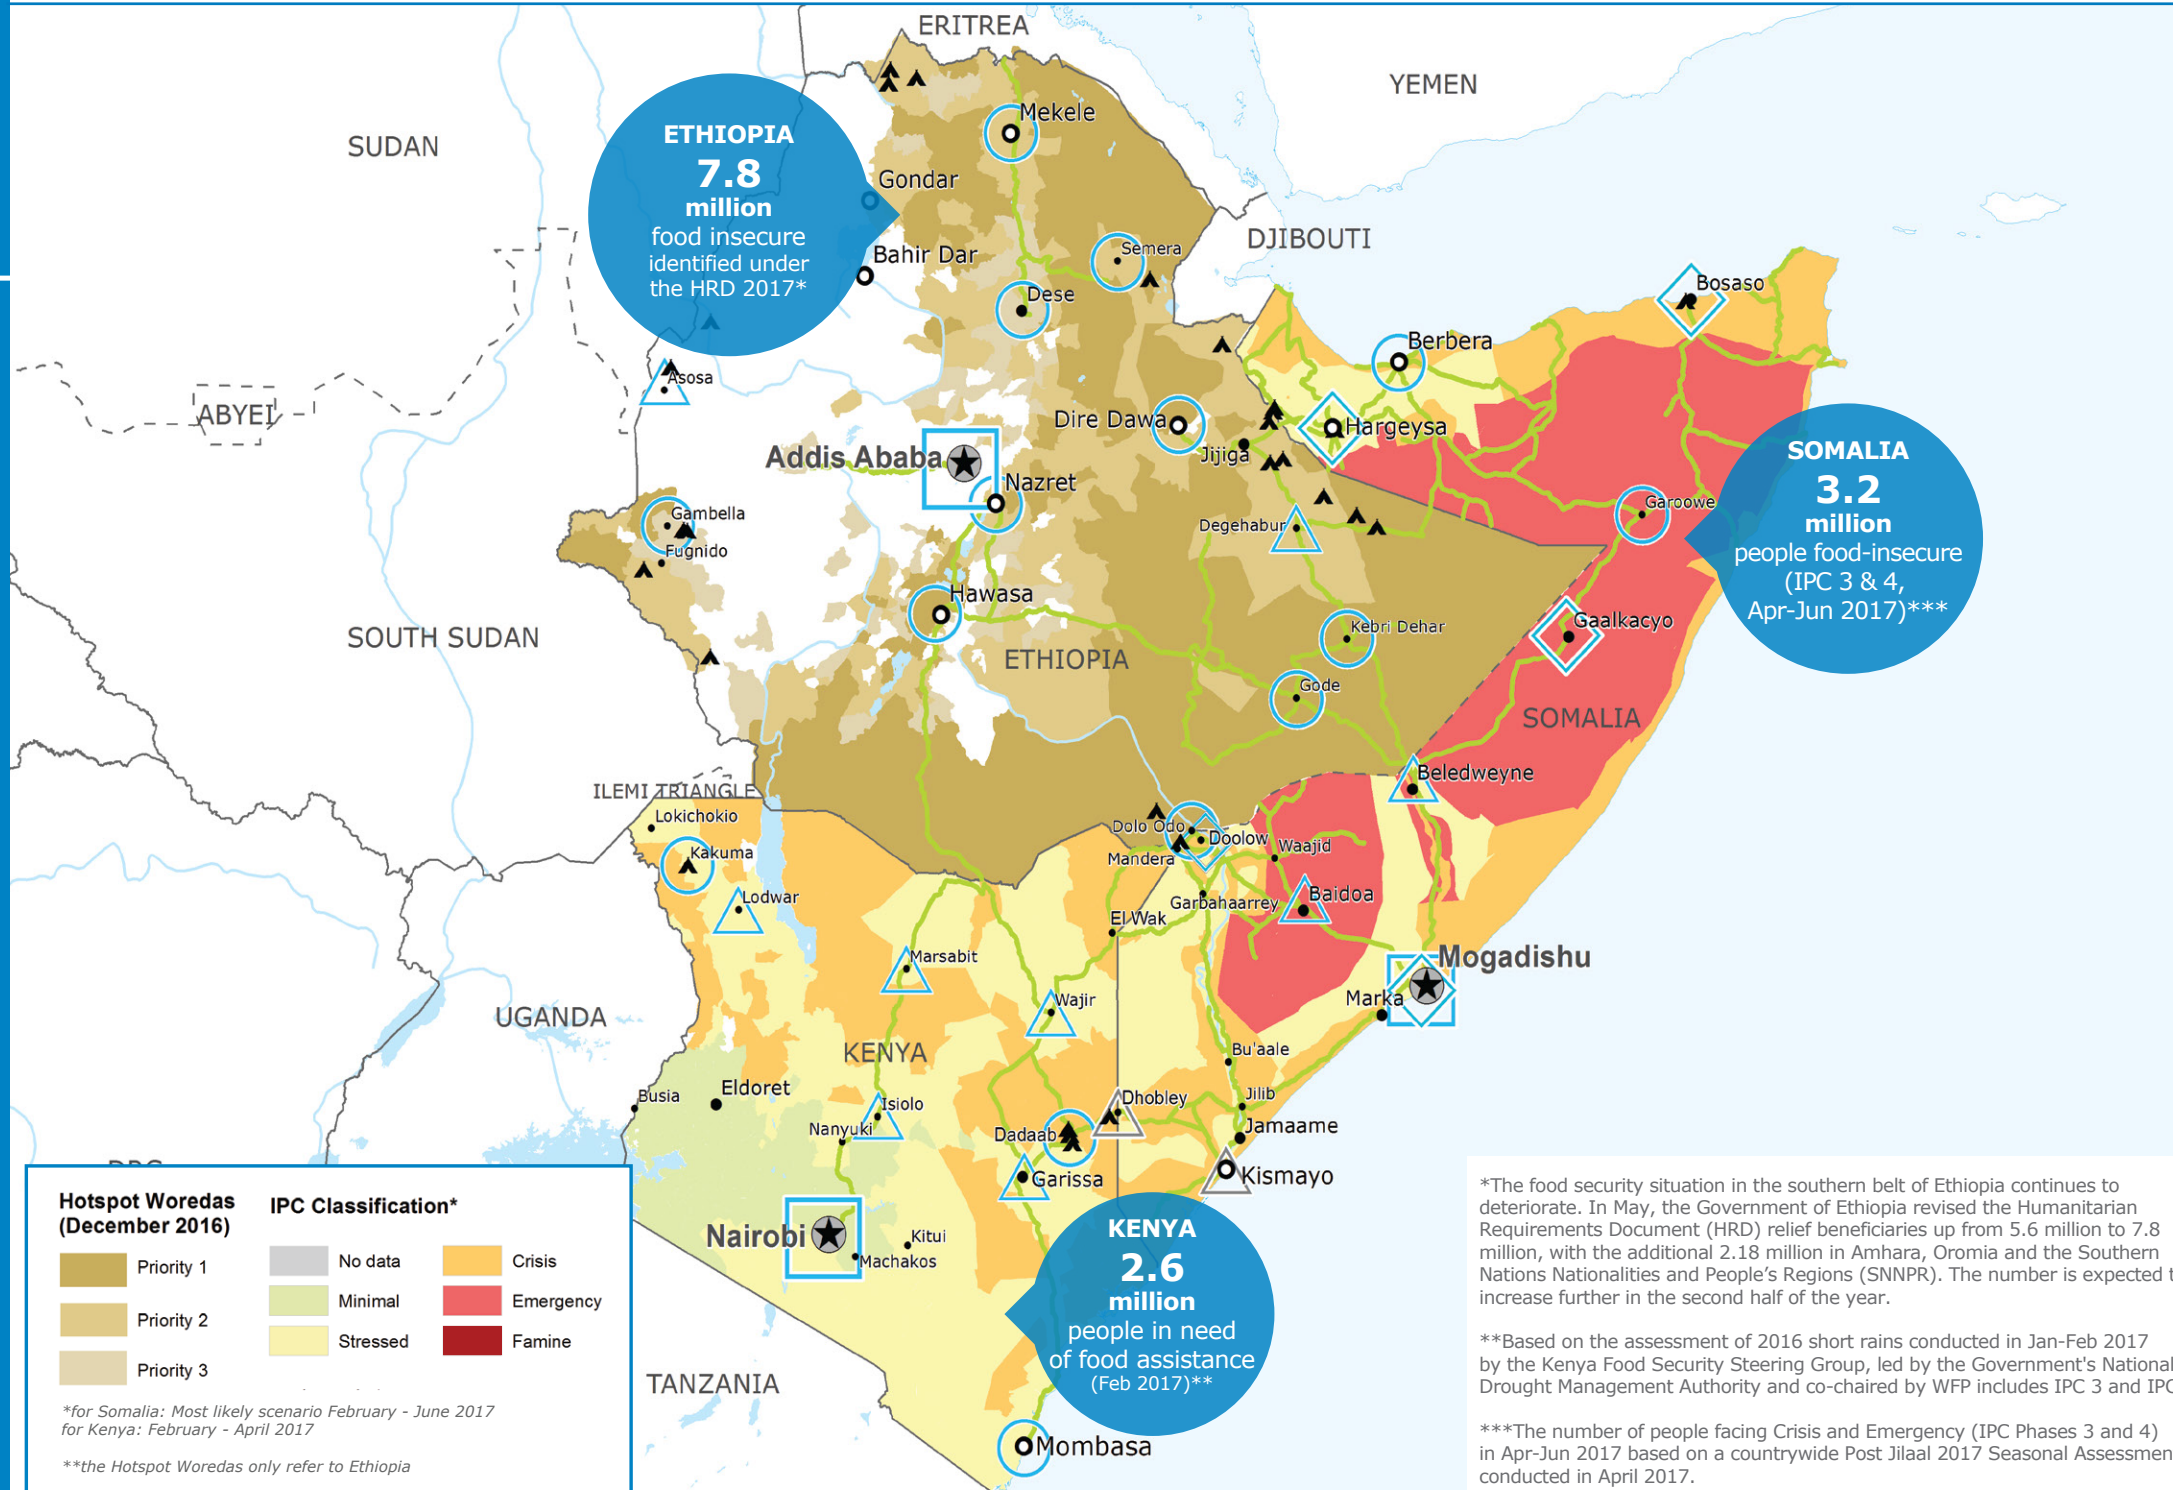 ERITREA
YEMEN
SUDAN
ETHIOPIA
7.8
million
food insecure
identified under
the HRD 2017*
Mekele
Gondar
Bahir Dar
Semera
Dese
DJIBOUTI
Bosaso
Berbera
Asosa
ABYEI
Dire Dawa
Hargeysa
Jijiga
Addis Ababa
Nazret
SOMALIA
3.2
million
people food-insecure
(IPC 3 & 4,
Apr-Jun 2017)***
Garoowe
Gambella
Fugnido
Degehabur
Hawasa
Gaalkacyo
Kebri Dehar
SOUTH SUDAN
ETHIOPIA
Gode
SOMALIA
Beledweyne
ILEMI TRIANGLE
Lokichokio
Dolo Odo
Doolow
Mandera
Waajid
Kakuma
Lodwar
Garbahaarrey
Baidoa
El Wak
Marsabit
Mogadishu
Wajir
Marka
UGANDA
KENYA
Bu'aale
Eldoret
Busia
Isiolo
Dhobley
Jilib
Nanyuki
Dadaab
Jamaame
Garissa
Kismayo
Nairobi
Kitui
Machakos
KENYA
2.6
million
people in need
of food assistance
(Feb 2017)**
TANZANIA
Mombasa
Hotspot Woredas
(December 2016)
Priority 1
Priority 2
Priority 3
IPC Classification*
No data
Minimal
Stressed
Crisis
Emergency
Famine
*for Somalia: Most likely scenario February - June 2017
for Kenya: February - April 2017
**the Hotspot Woredas only refer to Ethiopia
*The food security situation in the southern belt of Ethiopia continues to
deteriorate. In May, the Government of Ethiopia revised the Humanitarian
Requirements Document (HRD) relief beneficiaries up from 5.6 million to 7.8
million, with the additional 2.18 million in Amhara, Oromia and the Southern
Nations Nationalities and People's Regions (SNNPR). The number is expected
increase further in the second half of the year.
**Based on the assessment of 2016 short rains conducted in Jan-Feb 2017
by the Kenya Food Security Steering Group, led by the Government's National
Drought Management Authority and co-chaired by WFP includes IPC 3 and IPC
***The number of people facing Crisis and Emergency (IPC Phases 3 and 4)
in Apr-Jun 2017 based on a countrywide Post Jilaal 2017 Seasonal Assessmen
conducted in April 2017.